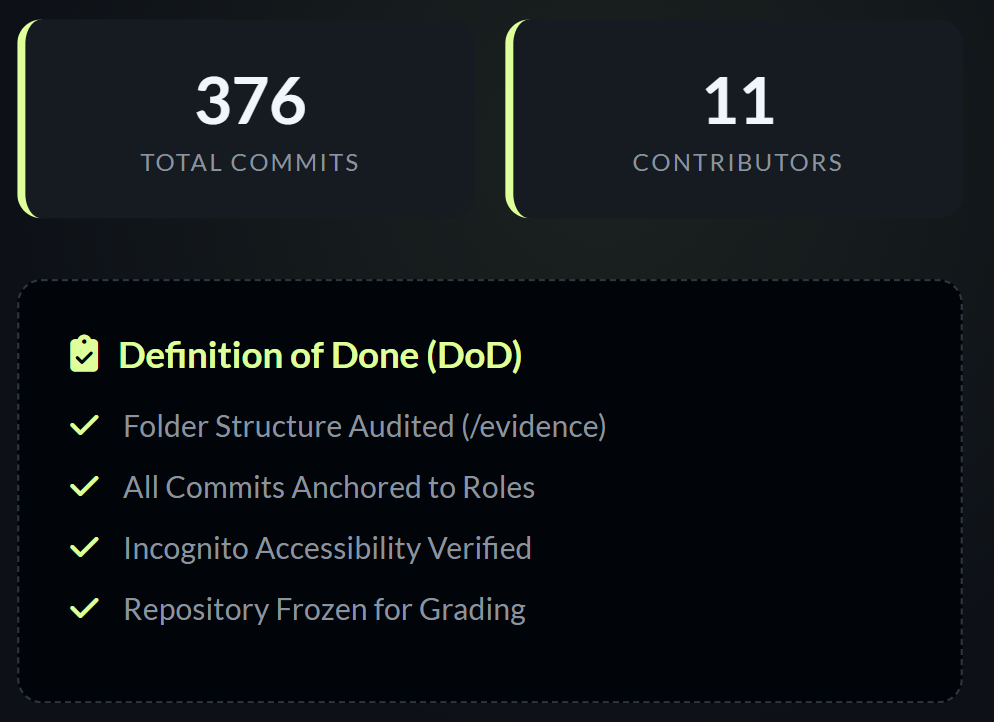 376
TOTAL COMMITS
11
CONTRIBUTORS
Definition of Done (DoD)
Folder Structure Audited (/evidence)
All Commits Anchored to Roles
Incognito Accessibility Verified
Repository Frozen for Grading